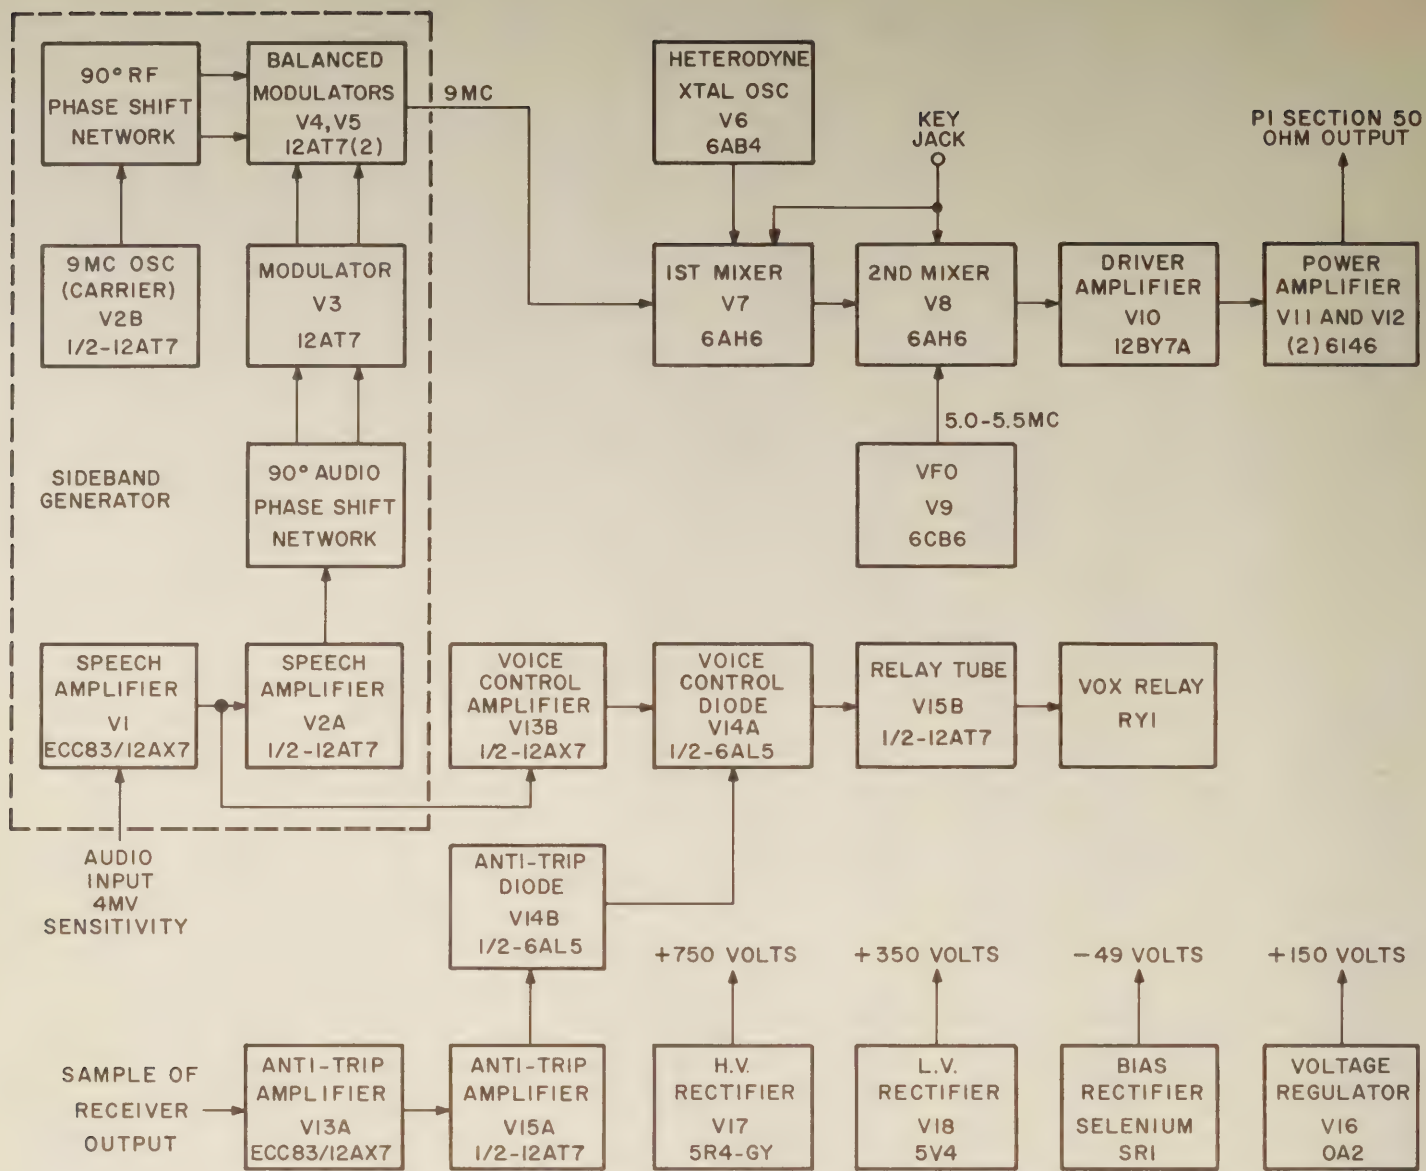 90° RF
PHASE SHIFT
NETWORK
BALANCED
MODULATORS
V4, V5
12AT7(2)
9MC
HETERODYNE
XTAL OSC
V6
6AB4
KEY
JACK
PI SECTION 50
OHM OUTPUT
9MC OSC
(CARRIER)
V2B
1/2-12AT7
MODULATOR
V3
12AT7
1ST MIXER
V7
6AH6
2ND MIXER
V8
6AH6
DRIVER
AMPLIFIER
V10
12BY7A
POWER
AMPLIFIER
V11 AND V12
(2) 6146
5.0-5.5MC
SIDEBAND
GENERATOR
90° AUDIO
PHASE SHIFT
NETWORK
VFO
V9
6CB6
SPEECH
AMPLIFIER
V1
ECC83/12AX7
SPEECH
AMPLIFIER
V2A
1/2-12AT7
VOICE
CONTROL
AMPLIFIER
V13B
1/2-12AX7
VOICE
CONTROL
DIODE
V14A
1/2-6AL5
RELAY TUBE
V15B
1/2-12AT7
VOX RELAY
RY1
AUDIO
INPUT
4MV
SENSITIVITY
ANTI-TRIP
DIODE
V14B
1/2-6AL5
+750 VOLTS
+350 VOLTS
-49 VOLTS
+150 VOLTS
SAMPLE OF
RECEIVER
OUTPUT
ANTI-TRIP
AMPLIFIER
V13A
ECC83/12AX7
ANTI-TRIP
AMPLIFIER
V15A
1/2-12AT7
H.V.
RECTIFIER
V17
5R4-GY
L.V.
RECTIFIER
V18
5V4
BIAS
RECTIFIER
SELENIUM
SR1
VOLTAGE
REGULATOR
V16
OA2